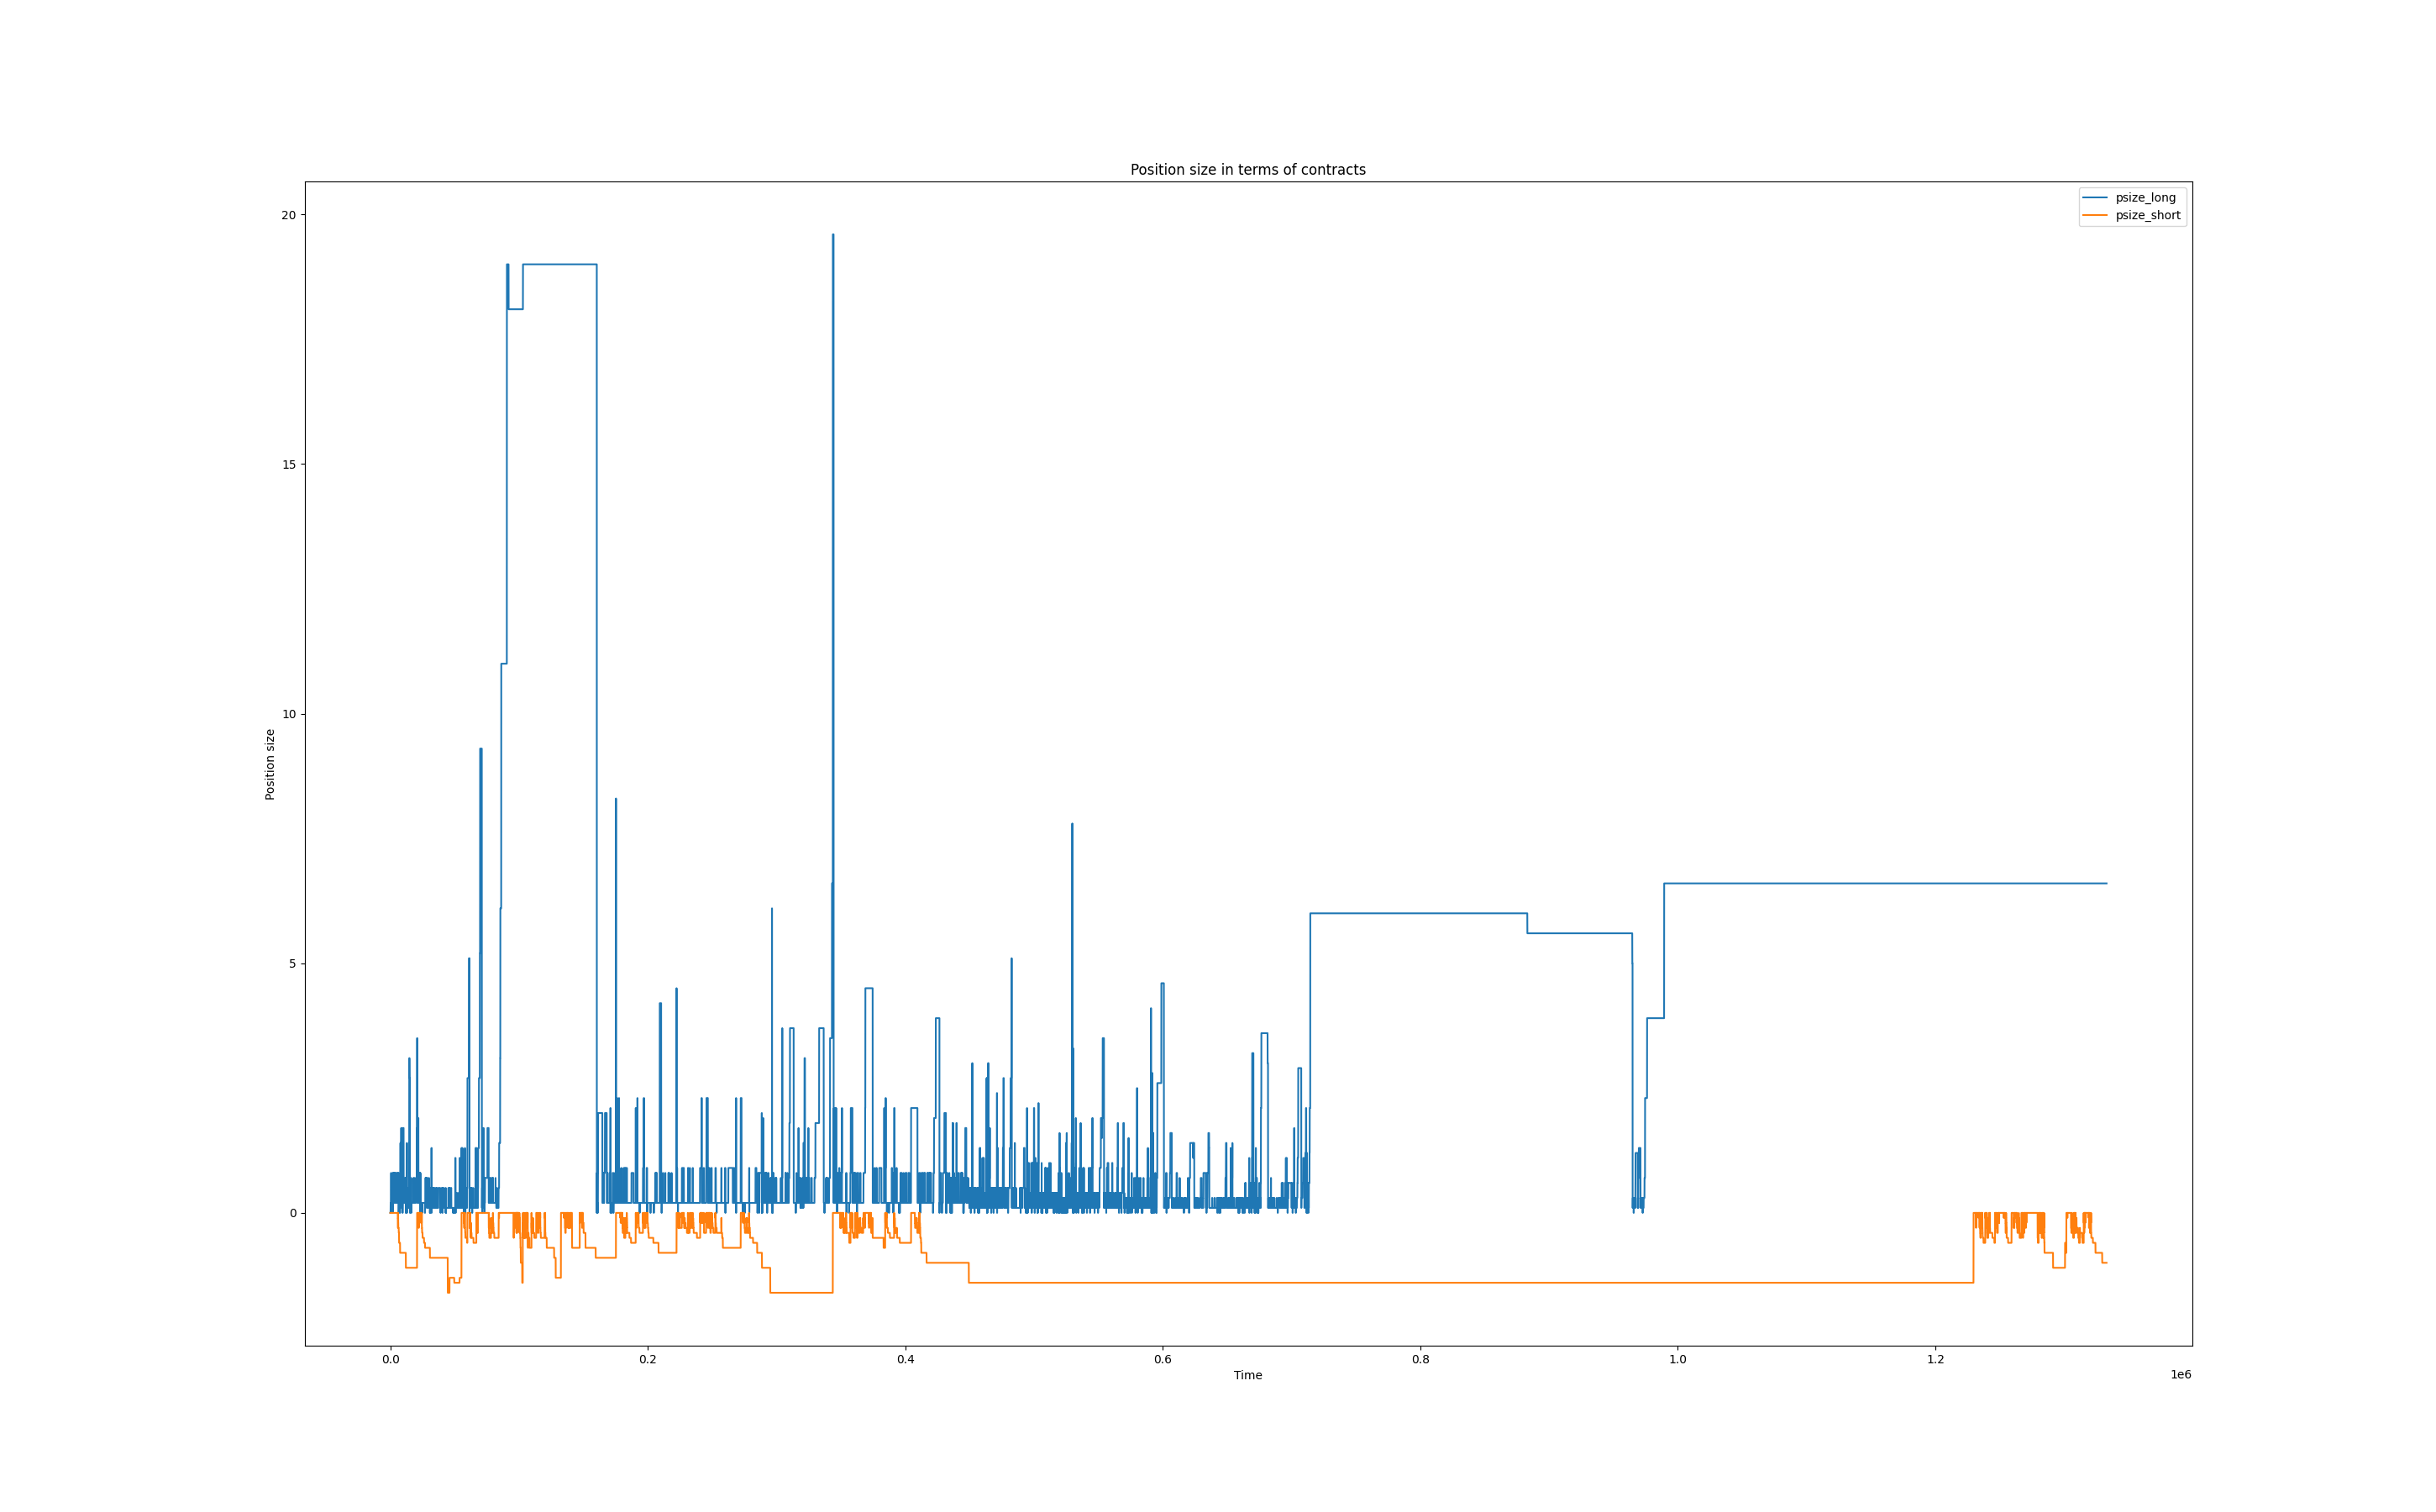 Position size in terms of contracts
psize_long
psize_short
20
15
10
5
0
Position size
0.0 0.2 0.4 0.6 0.8 1.0 1.2
1e6
Time